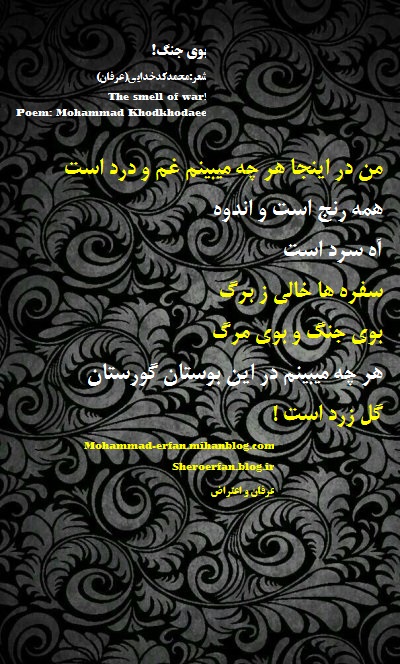 بوی جنگ!
شعر:محمدکدخدایی(عرفان)
The smell of war!
Poem: Mohammad Khodkhodaee
من در اینجا هر چه میبینم غم و درد است
همه رنج است و اندوه
آه سرد است
سفره ها خالی ز برگ
بوی جنگ و بوی مرگ
هر چه میبینم در این بوستان گورستان
گل زرد است !
Mohammad-erfan.mihanblog.com
Sheroerfan.blog.ir
عرفان و اعتراض